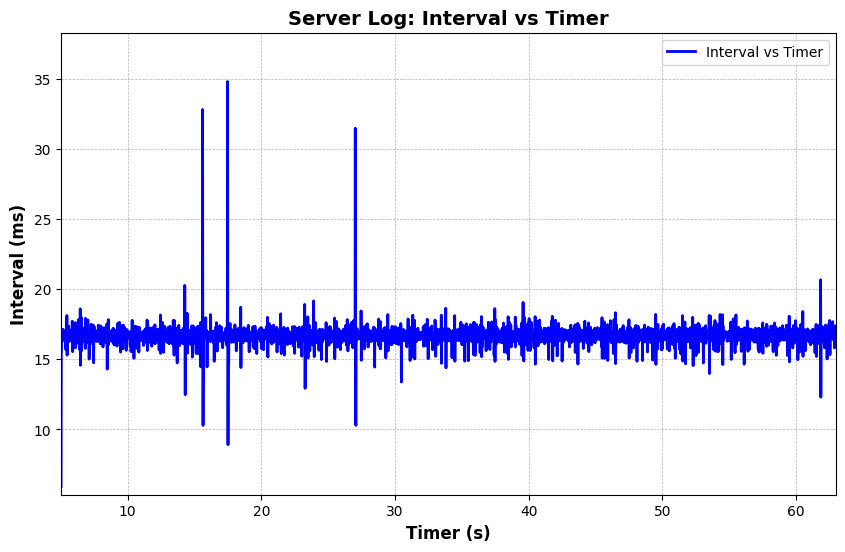 Server Log: Interval vs Timer
Interval vs Timer
35
30
25
20
15
10
Interval (ms)
10 20 30 40 50 60
Timer (s)